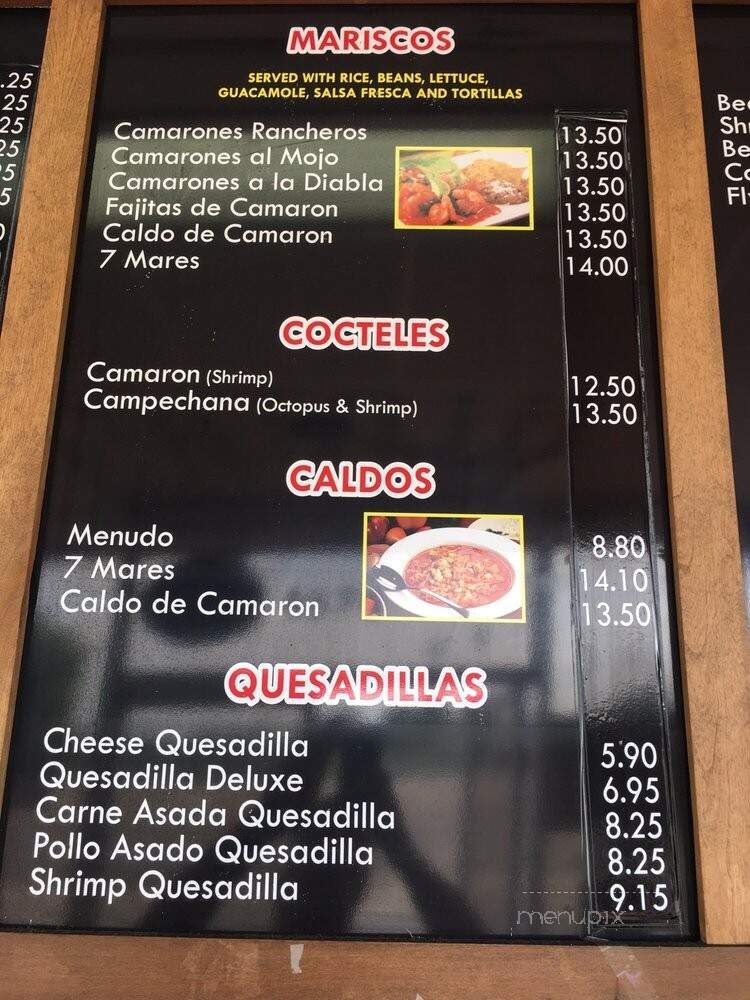 MARISCOS
SERVED WITH RICE, BEANS, LETTUCE,
GUACAMOLE, SALSA FRESCA AND TORTILLAS
Camarones Rancheros 13.50
Camarones al Mojo 13.50
Camarones a la Diabla 13.50
Fajitas de Camaron 13.50
Caldo de Camaron 13.50
7 Mares 14.00
COCTELES
Camaron (Shrimp) 12.50
Campechana (Octopus & Shrimp) 13.50
CALDOS
Menudo 8.80
7 Mares 14.10
Caldo de Camaron 13.50
QUESADILLAS
Cheese Quesadilla 5.90
Quesadilla Deluxe 6.95
Carne Asada Quesadilla 8.25
Pollo Asado Quesadilla 8.25
Shrimp Quesadilla 9.15
menupix